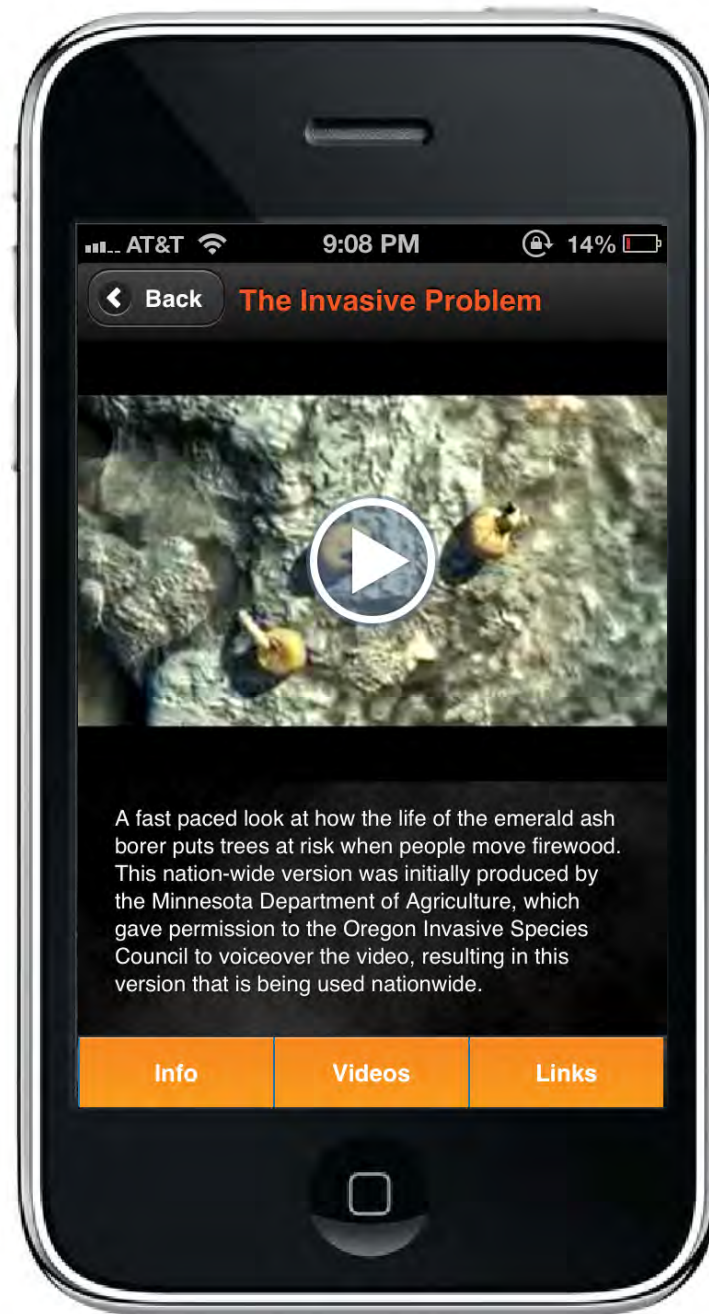 AT&T 9:08 PM 14%
Back The Invasive Problem
A fast paced look at how the life of the emerald ash
borer puts trees at risk when people move firewood.
This nation-wide version was initially produced by
the Minnesota Department of Agriculture, which
gave permission to the Oregon Invasive Species
Council to voiceover the video, resulting in this
version that is being used nationwide.
Info Videos Links